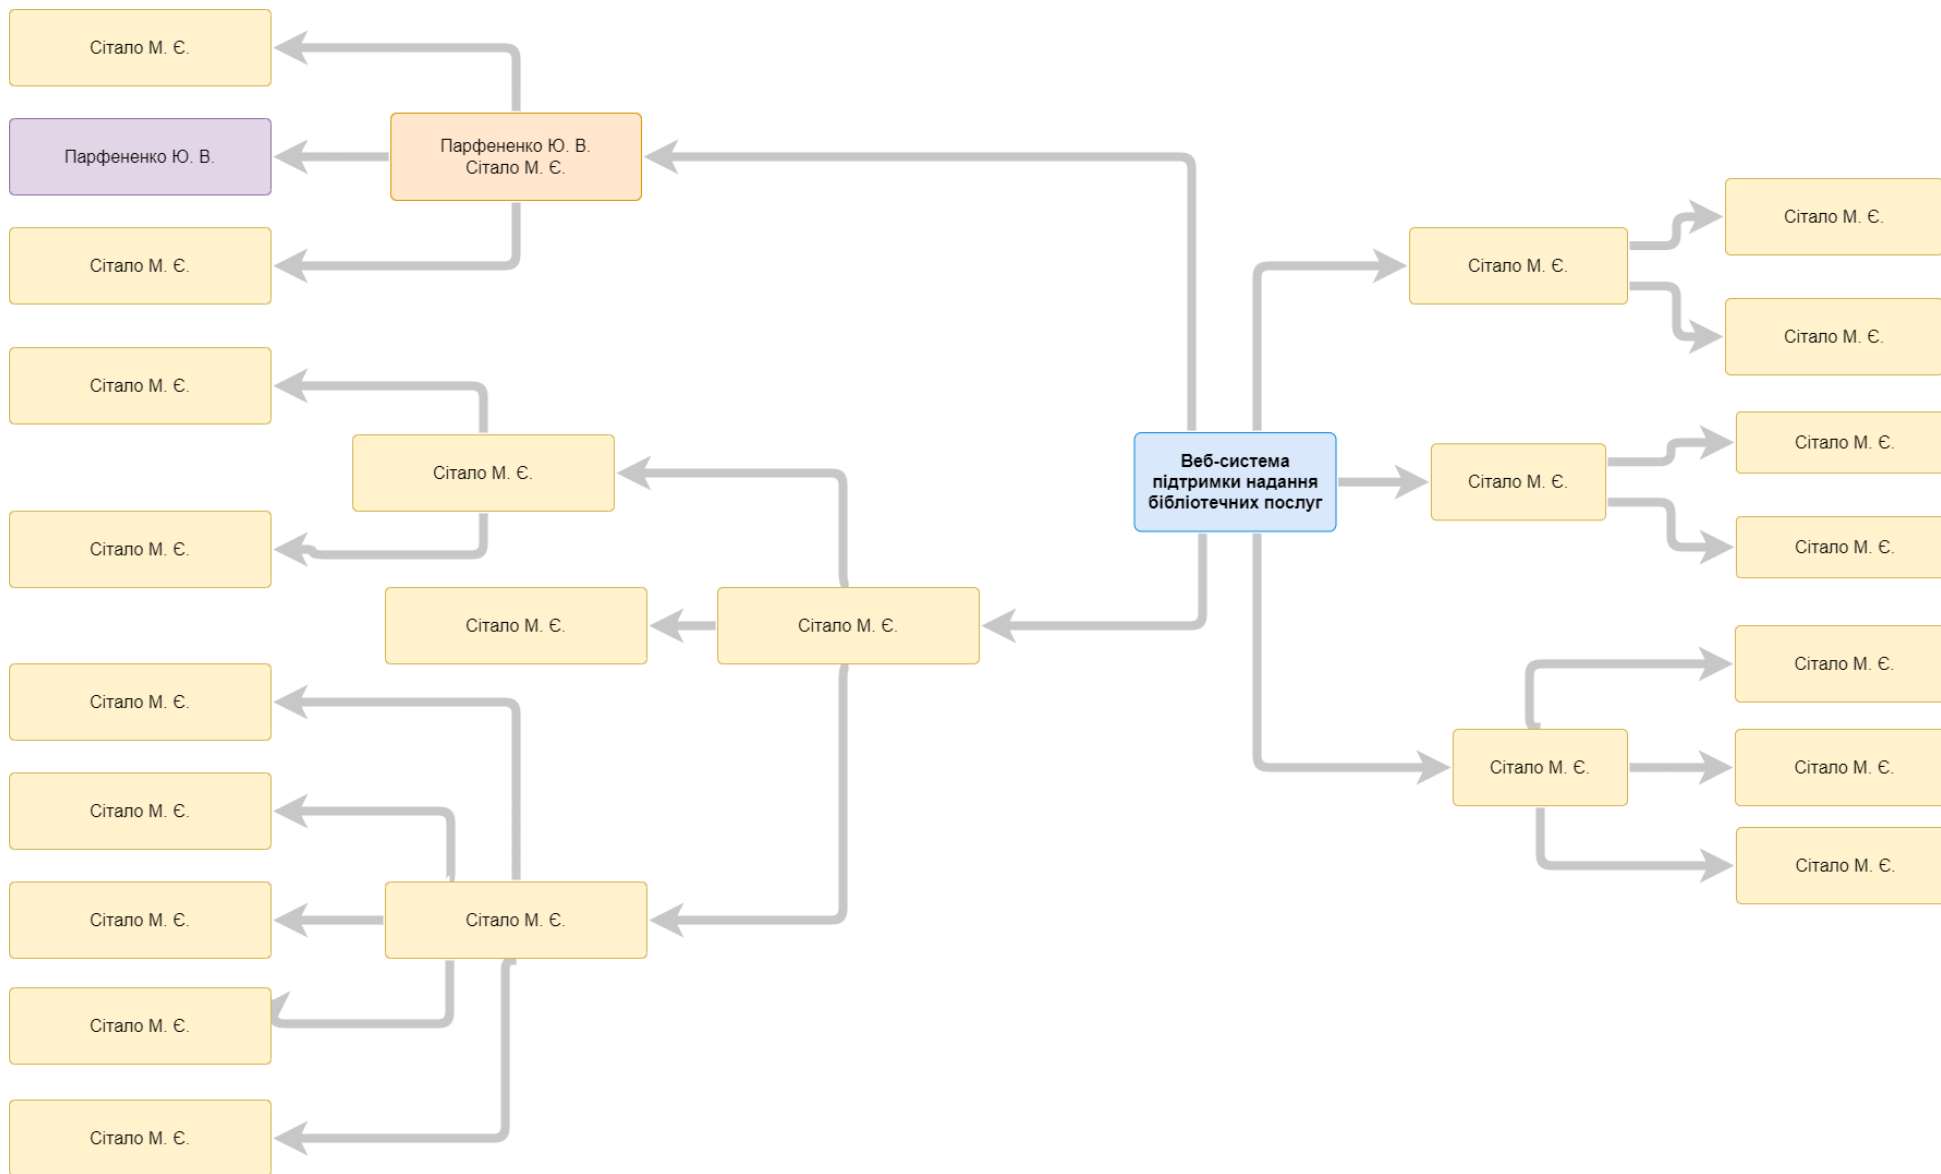 Сітало М. Є.
Парфененко Ю. В.
Сітало М. Є.
Парфененко Ю. В.
Сітало М. Є.
Сітало М. Є.
Сітало М. Є.
Сітало М. Є.
Сітало М. Є.
Сітало М. Є.
Сітало М. Є.
Сітало М. Є.
Сітало М. Є.
Сітало М. Є.
Сітало М. Є.
Сітало М. Є.
Сітало М. Є.
Веб-система
підтримки надання
бібліотечних послуг
Сітало М. Є.
Сітало М. Є.
Сітало М. Є.
Сітало М. Є.
Сітало М. Є.
Сітало М. Є.
Сітало М. Є.
Сітало М. Є.
Сітало М. Є.
Сітало М. Є.